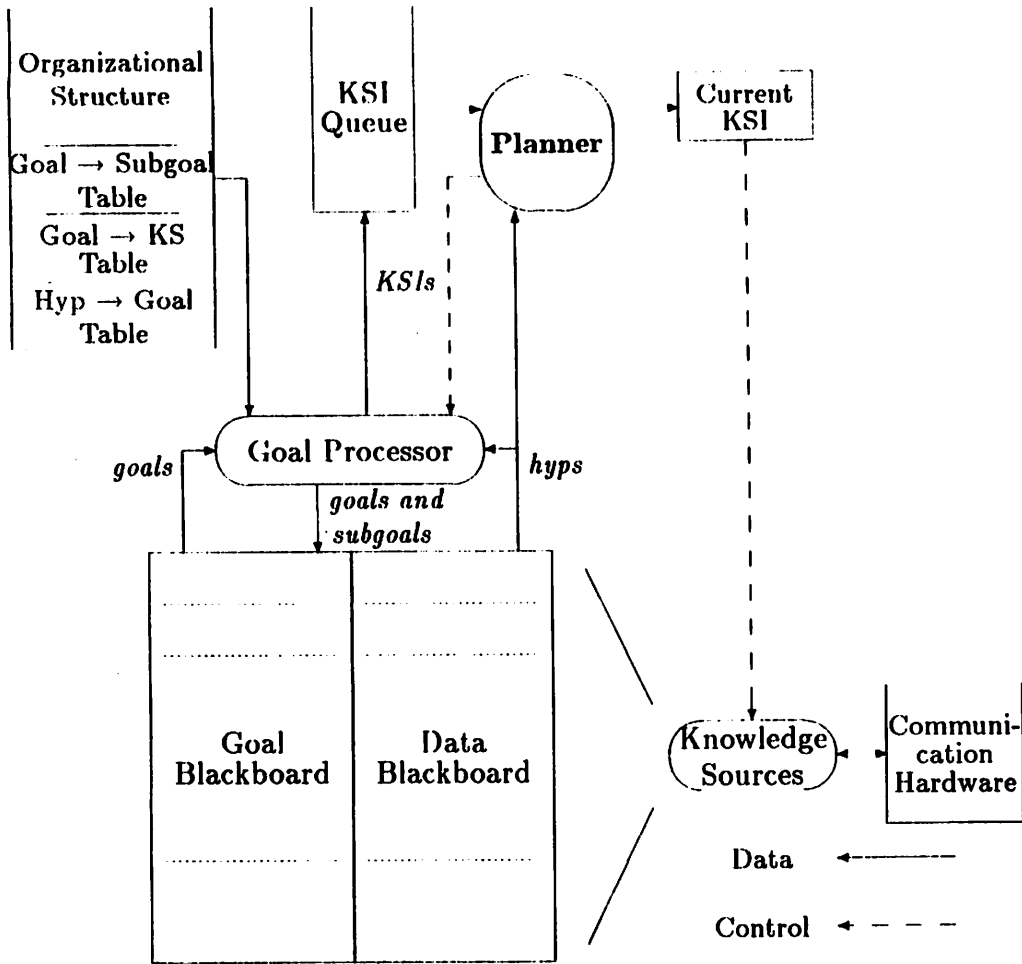 Organizational
Structure
Goal → Subgoal
Table
Goal → KS
Table
Hyp → Goal
Table
KSI
Queue
Planner
Current
KSI
KSIs
Goal Processor
goals
hyps
goals and
subgoals
Goal
Blackboard
Data
Blackboard
Knowledge
Sources
Communi-
cation
Hardware
Data
Control